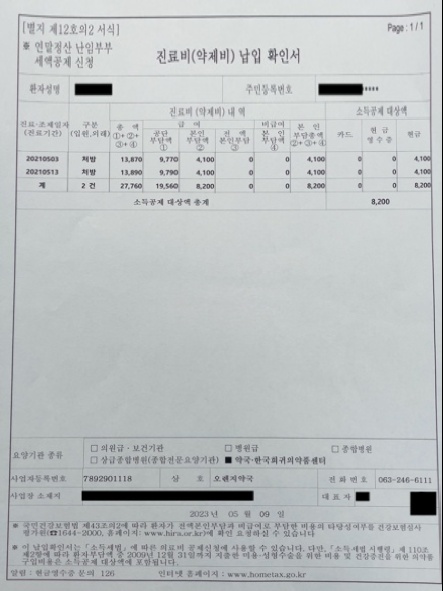 [별지 제12호의2 서식]
Page : 1 / 1
※ 연말정산 난임부부
세액공제 신청
진료비(약제비) 납입 확인서
환자성명
주민등록번호
진료·조제일자
(진료기간)
구분
(입원,외래)
진료비 (약제비) 내 역
소득공제 대상액
총 액
①+②+
③+④
급 여
비급여
본 인
부담총액
②+③+④
공단
부담액
①
본인
부담액
②
전 액
본인부담
③
본 인
부담액
④
카드
현 금
영수증
현금
20210503 처방 13,870 9,770 4,100 0 0 4,100 0 0 4,100
20210513 처방 13,890 9,790 4,100 0 0 4,100 0 0 4,100
계 2 건 27,760 19,560 8,200 0 0 8,200 0 0 8,200
소득공제 대상액 총계 8,200
요양기관 종류
□ 의원급·보건기관 □ 병원급 □ 종합병원
□ 상급종합병원(종합전문요양기관) ■ 약국·한국희귀의약품센터
사업자등록번호 7892901118 상 호 오렌지약국 전 화 번 호 063-246-6111
사업장 소재지 대 표 자
2023 년 05 월 09 일
※ 국민건강보험법 제43조의2에 따라 환자가 전액본인부담과 비급여로 부담한 비용의 타당성여부를 건강보험심사
평가원(☎1644-2000, 홈페이지: www.hira.or.kr)에 확인 요청하실 수 있습니다
※ 이 납입확인서는「소득세법」에 따른 의료비 공제신청에 사용할 수 있습니다. 다만,「소득세법 시행령」제 110조
제2항에 따라 환자부담액 중 2009년 12월 31일까지 지출한 미용·성형수술을 위한 비용 및 건강증진을 위한 의약품
구입비용은 소득공제 대상액에 포함됩니다.
알림 : 현금영수증 문의 126 인터넷 홈페이지 : www.hometax.go.kr